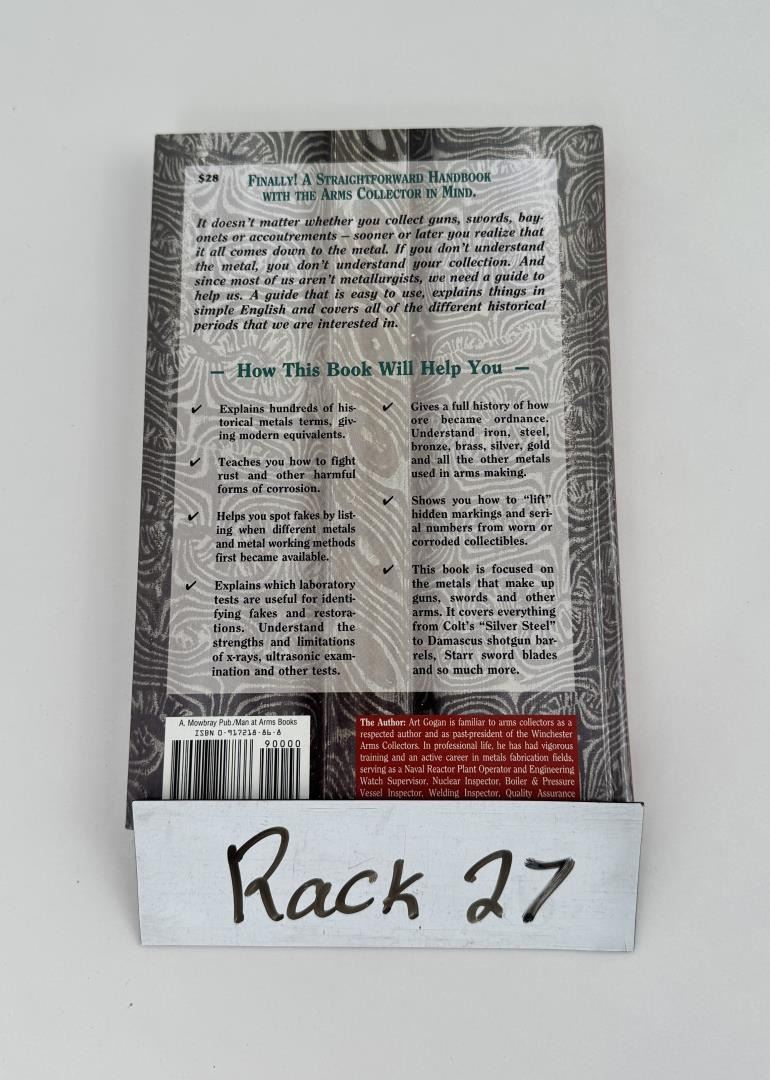 $28
Finally! A Straightforward Handbook
with the Arms Collector in Mind.
It doesn't matter whether you collect guns, swords, bay-
onets or accoutrements – sooner or later you realize that
it all comes down to the metal. If you don't understand
the metal, you don't understand your collection. And
since most of us aren't metallurgists, we need a guide to
help us. A guide that is easy to use, explains things in
simple English and covers all of the different historical
periods that we are interested in.
– How This Book Will Help You –
✔ Explains hundreds of his-
torical metals terms, giv-
ing modern equivalents.
✔ Teaches you how to fight
rust and other harmful
forms of corrosion.
✔ Helps you spot fakes by list-
ing when different metals
and metal working methods
first became available.
✔ Explains which laboratory
tests are useful for identi-
fying fakes and restora-
tions. Understand the
strengths and limitations
of x-rays, ultrasonic exam-
ination and other tests.
✔ Gives a full history of how
ore became ordnance.
Understand iron, steel,
bronze, brass, silver, gold
and all the other metals
used in arms making.
✔ Shows you how to "lift"
hidden markings and seri-
al numbers from worn or
corroded collectibles.
✔ This book is focused on
the metals that make up
guns, swords and other
arms. It covers everything
from Colt's "Silver Steel"
to Damascus shotgun bar-
rels, Starr sword blades
and so much more.
A. Mowbray Pub./Man at Arms Books
ISBN 0-917218-86-8
90000
The Author: Art Gogan is familiar to arms collectors as a
respected author and as past-president of the Winchester
Arms Collectors. In professional life, he has had vigorous
training and an active career in metals fabrication fields,
serving as a Naval Reactor Plant Operator and Engineering
Watch Supervisor, Nuclear Inspector, Boiler & Pressure
Vessel Inspector, Welding Inspector, Quality Assurance
Rack 27